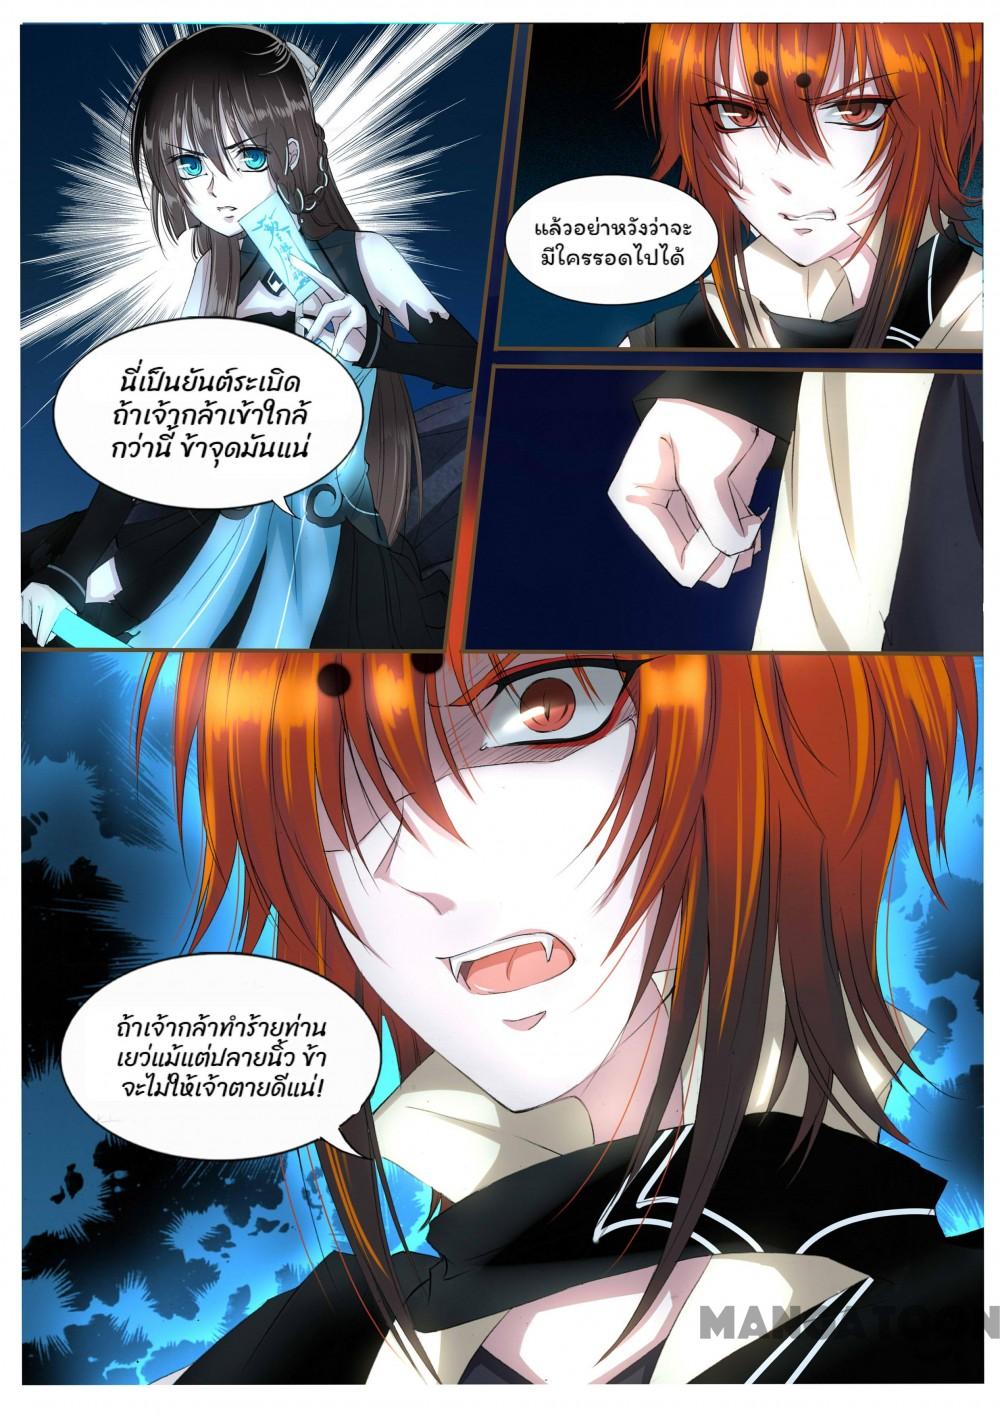 นี่เป็นยันต์ระเบิด
ถ้าเจ้ากล้าเข้าใกล้
กว่านี้ ข้าจุดมันแน่
แล้วอย่าหวังว่าจะ
มีใครรอดไปได้
ถ้าเจ้ากล้าทำร้ายท่าน
เยว่แม้แต่ปลายนิ้ว ข้า
จะไม่ให้เจ้าตายดีแน่!
MANGATOON